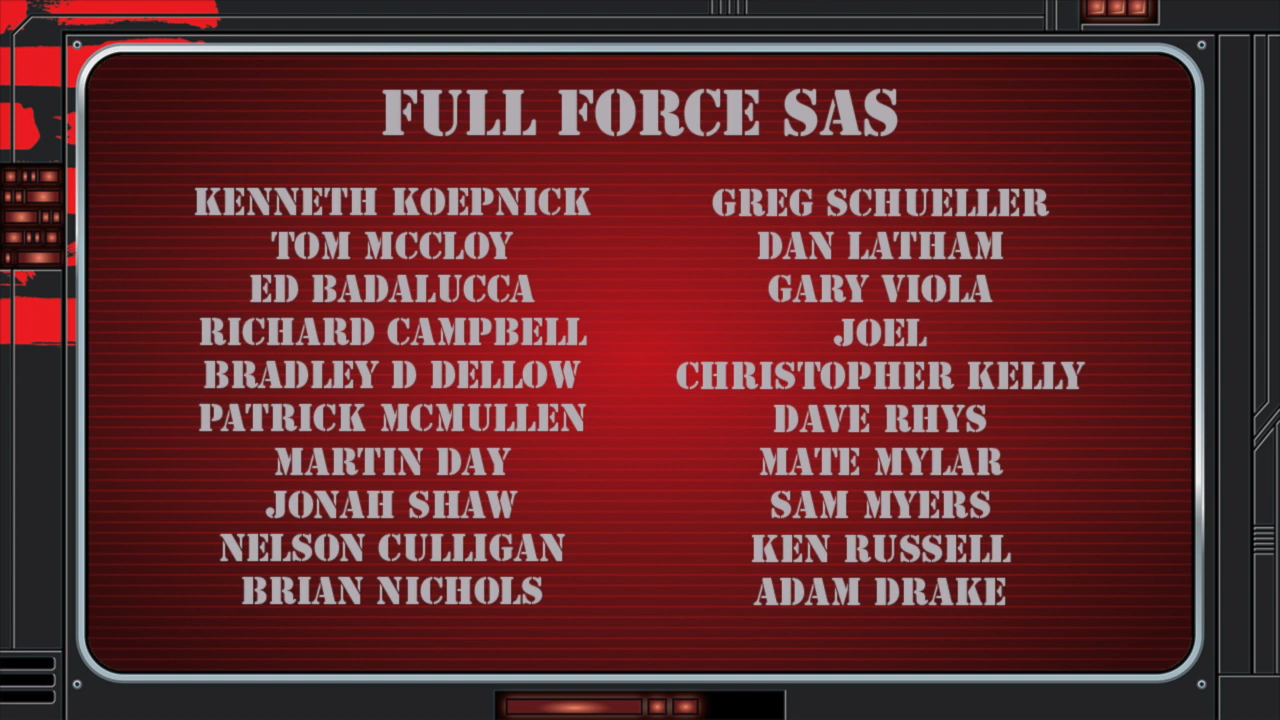 FULL FORCE SAS
KENNETH KOEPNICK
TOM MCCLOY
ED BADALUCCA
RICHARD CAMPBELL
BRADLEY D DELLOW
PATRICK MCMULLEN
MARTIN DAY
JONAH SHAW
NELSON CULLIGAN
BRIAN NICHOLS
GREG SCHUELLER
DAN LATHAM
GARY VIOLA
JOEL
CHRISTOPHER KELLY
DAVE RHYS
MATE MYLAR
SAM MYERS
KEN RUSSELL
ADAM DRAKE